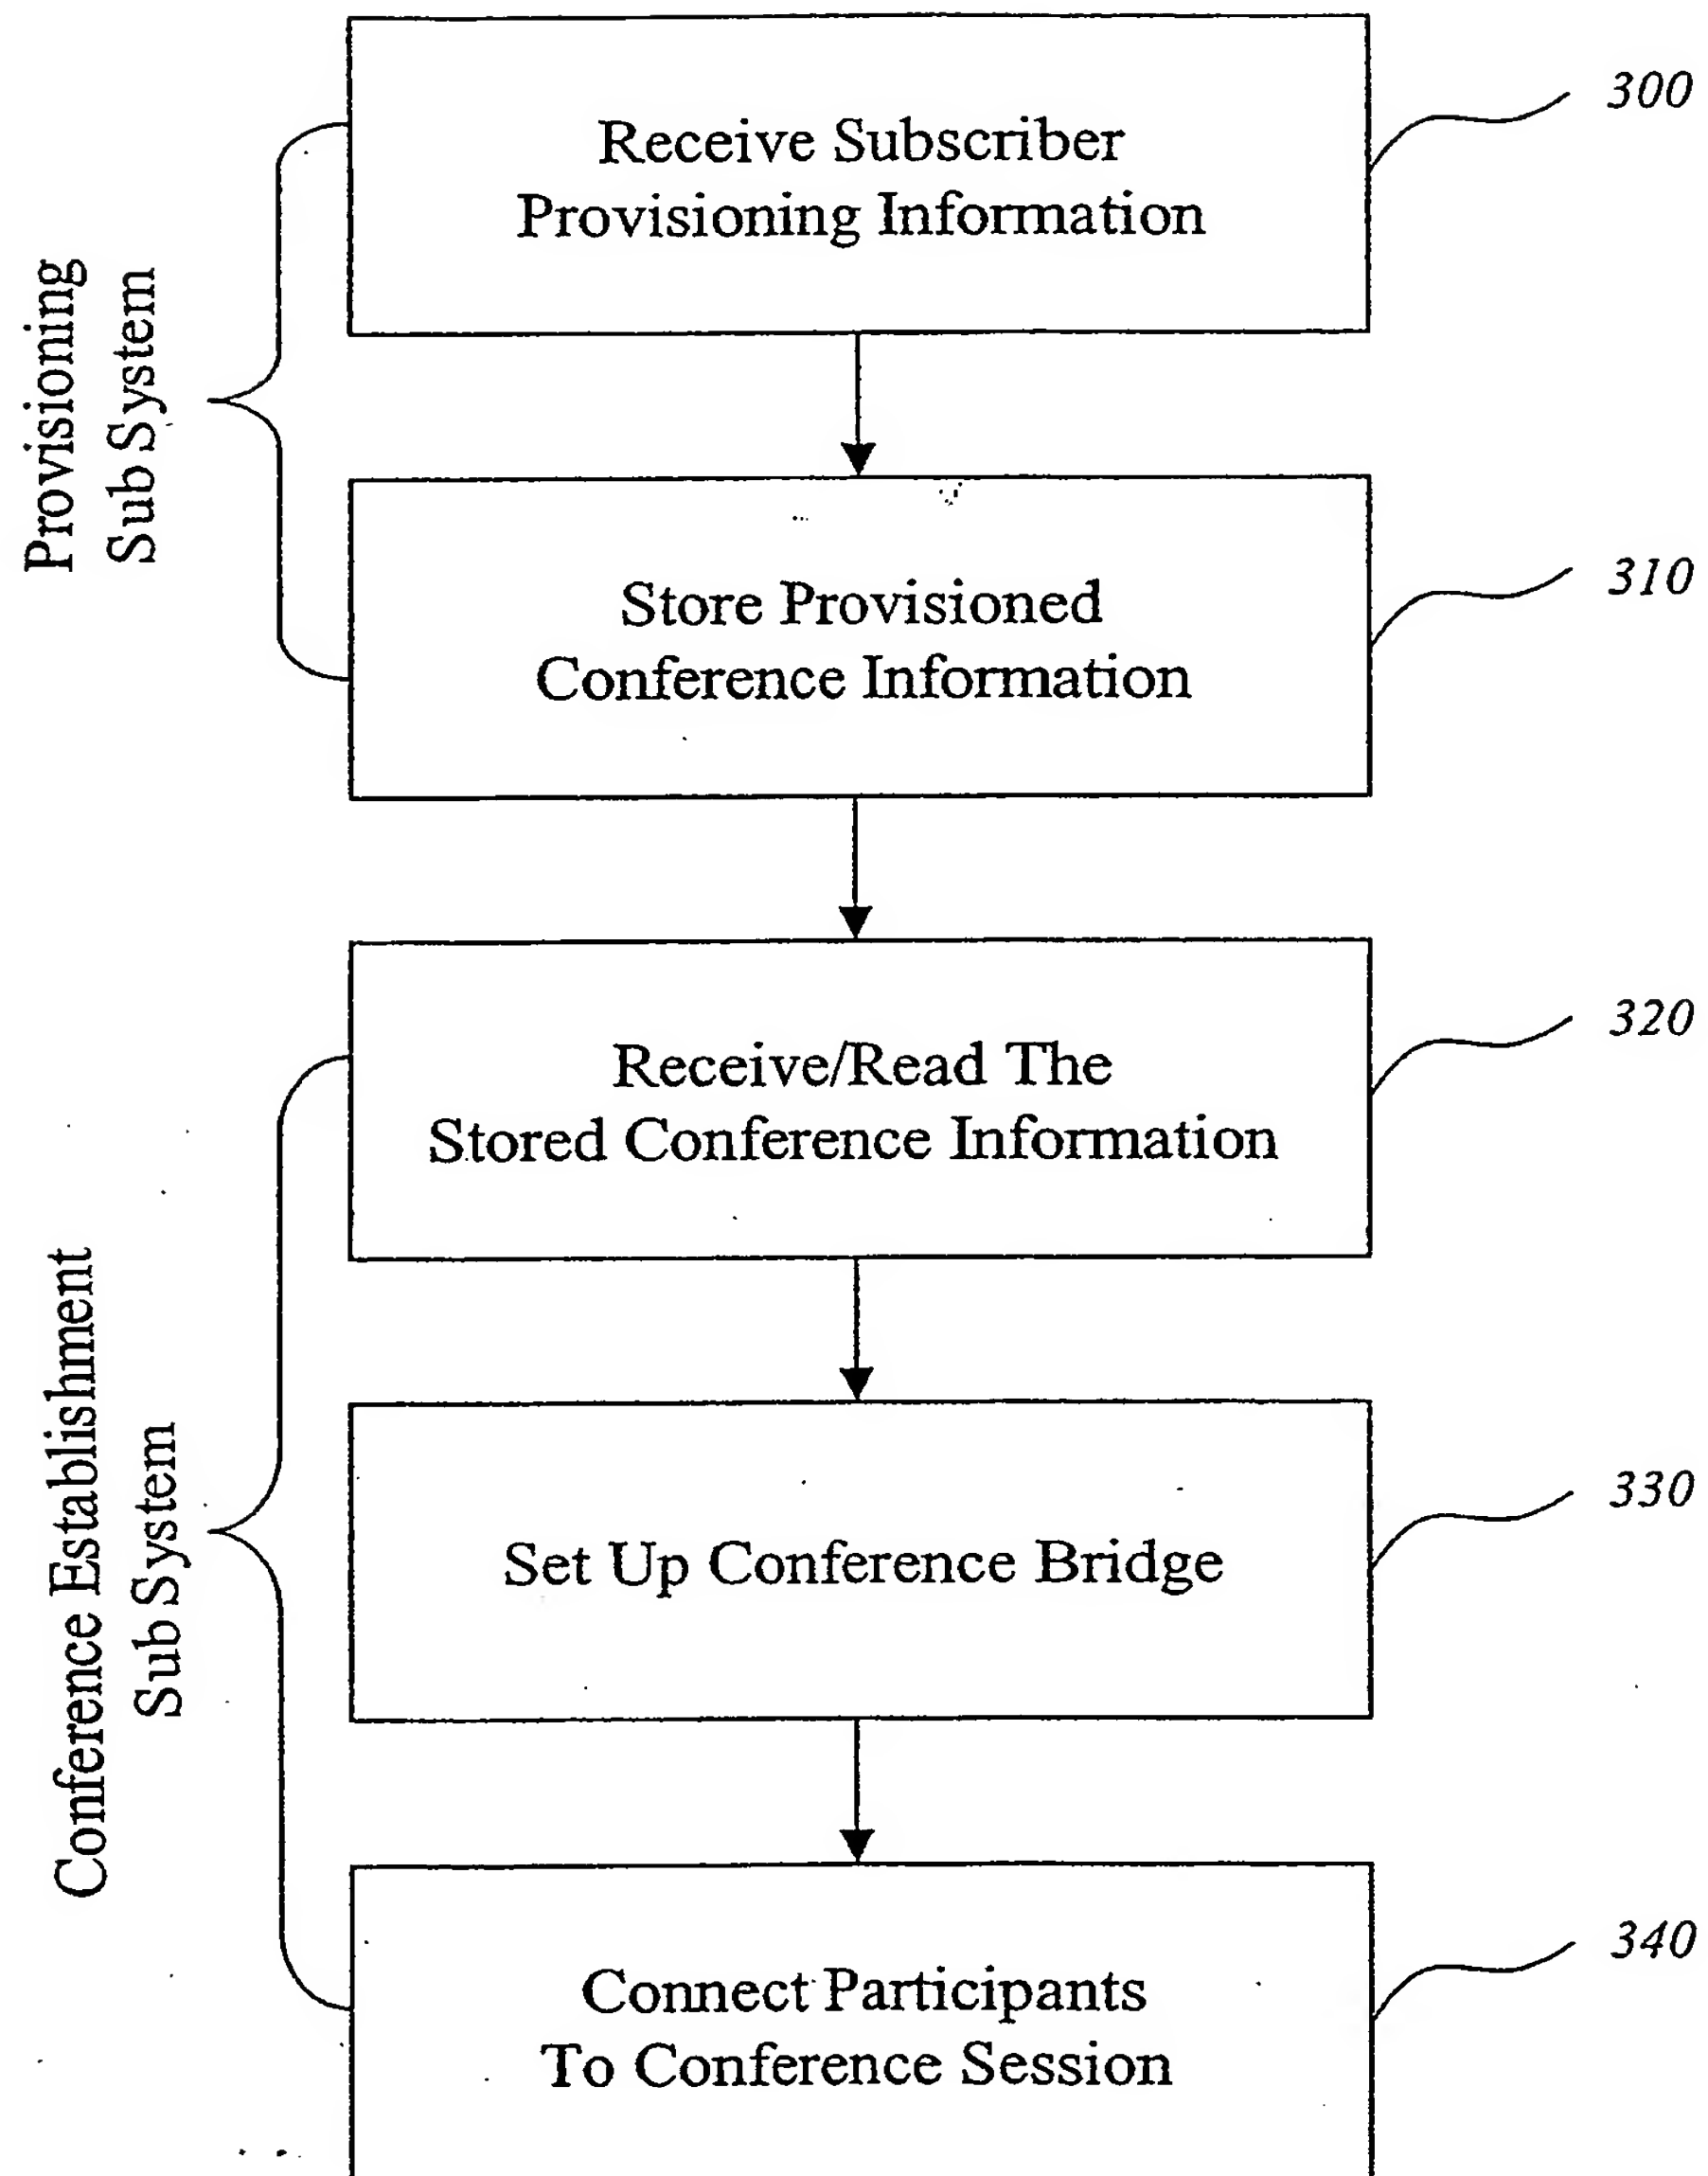 Receive Subscriber
Provisioning Information
300
Provisioning
Sub System
Store Provisioned
Conference Information
310
Receive/Read The
Stored Conference Information
320
Conference Establishment
Sub System
Set Up Conference Bridge
330
Connect Participants
To Conference Session
340